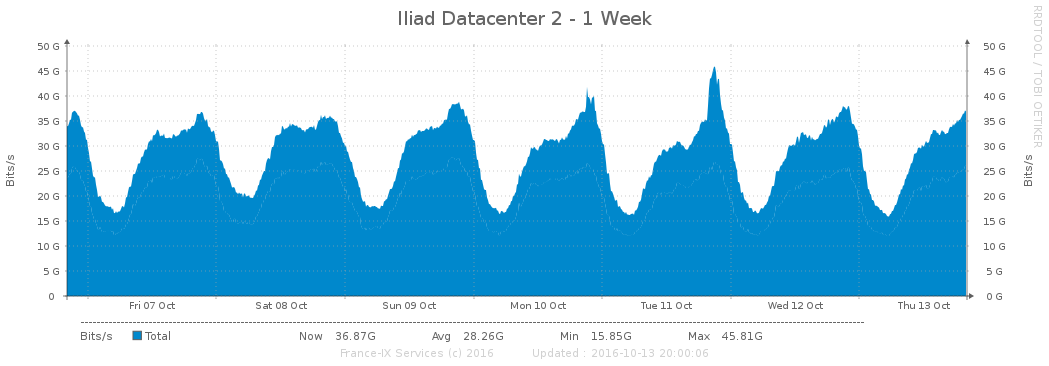 Iliad Datacenter 2 - 1 Week
RRDTOOL / TOBI OETIKER
Bits/s
50 G 50 G
45 G 45 G
40 G 40 G
35 G 35 G
30 G 30 G
25 G 25 G
20 G 20 G
15 G 15 G
10 G 10 G
5 G 5 G
0 0 G
Bits/s
Fri 07 Oct Sat 08 Oct Sun 09 Oct Mon 10 Oct Tue 11 Oct Wed 12 Oct Thu 13 Oct
Bits/s Total Now 36.87G Avg 28.26G Min 15.85G Max 45.81G
France-IX Services (c) 2016 Updated : 2016-10-13 20:00:06